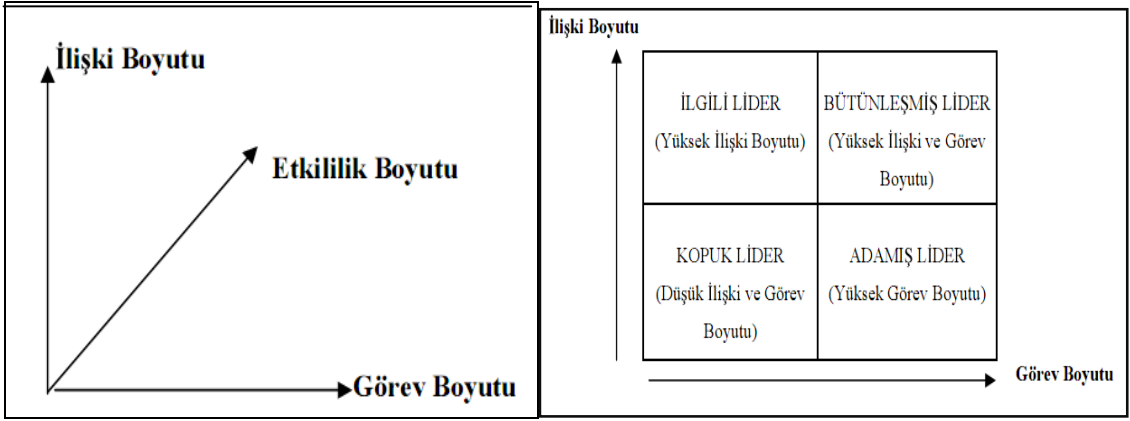 İlişki Boyutu
Etkililik Boyutu
Görev Boyutu
İlişki Boyutu
İLGİLİ LİDER
(Yüksek İlişki Boyutu)
BÜTÜNLEŞMİŞ LİDER
(Yüksek İlişki ve Görev
Boyutu)
KOPUK LİDER
(Düşük İlişki ve Görev
Boyutu)
ADAMIŞ LİDER
(Yüksek Görev Boyutu)
Görev Boyutu